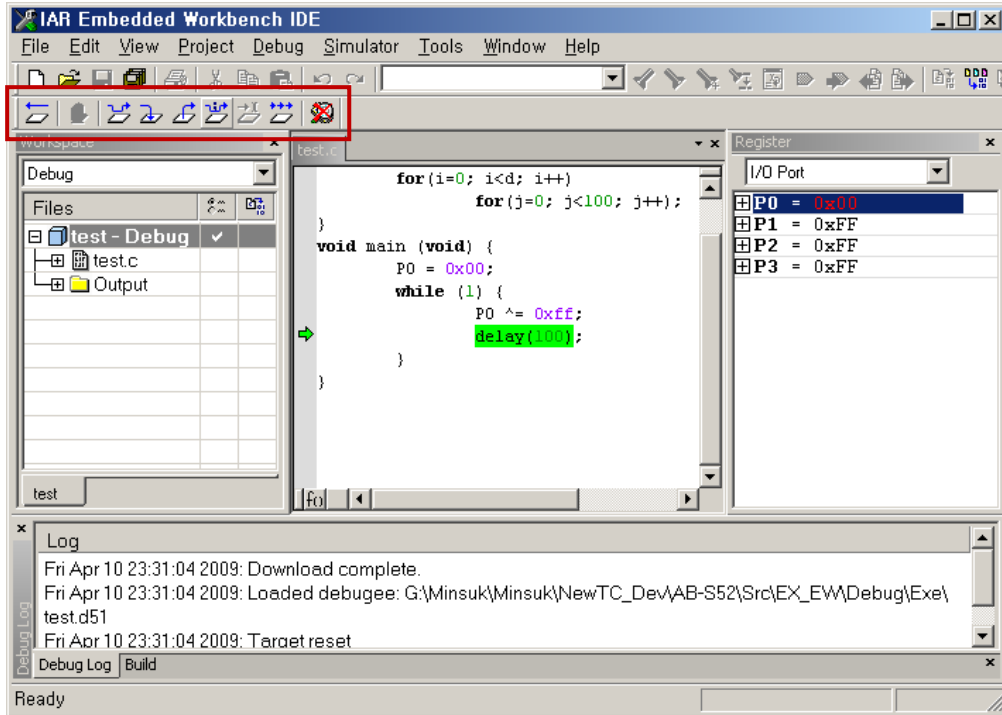 IAR Embedded Workbench IDE
File Edit View Project Debug Simulator Tools Window Help
Workspace
Debug
Files
test - Debug
test.c
Output
test
test.c
for(i=0; i<d; i++)
for(j=0; j<100; j++);
}
void main (void) {
P0 = 0x00;
while (1) {
P0 ^= 0xff;
delay(100);
}
}
Register
I/O Port
P0 = 0x00
P1 = 0xFF
P2 = 0xFF
P3 = 0xFF
Log
Fri Apr 10 23:31:04 2009: Download complete.
Fri Apr 10 23:31:04 2009: Loaded debugee: G:\Minsuk\Minsuk\NewTC_Dev\AB-S52\Src\EX_EW\Debug\Exe\
test.d51
Fri Apr 10 23:31:04 2009: Target reset
Debug Log
Debug Log Build
Ready